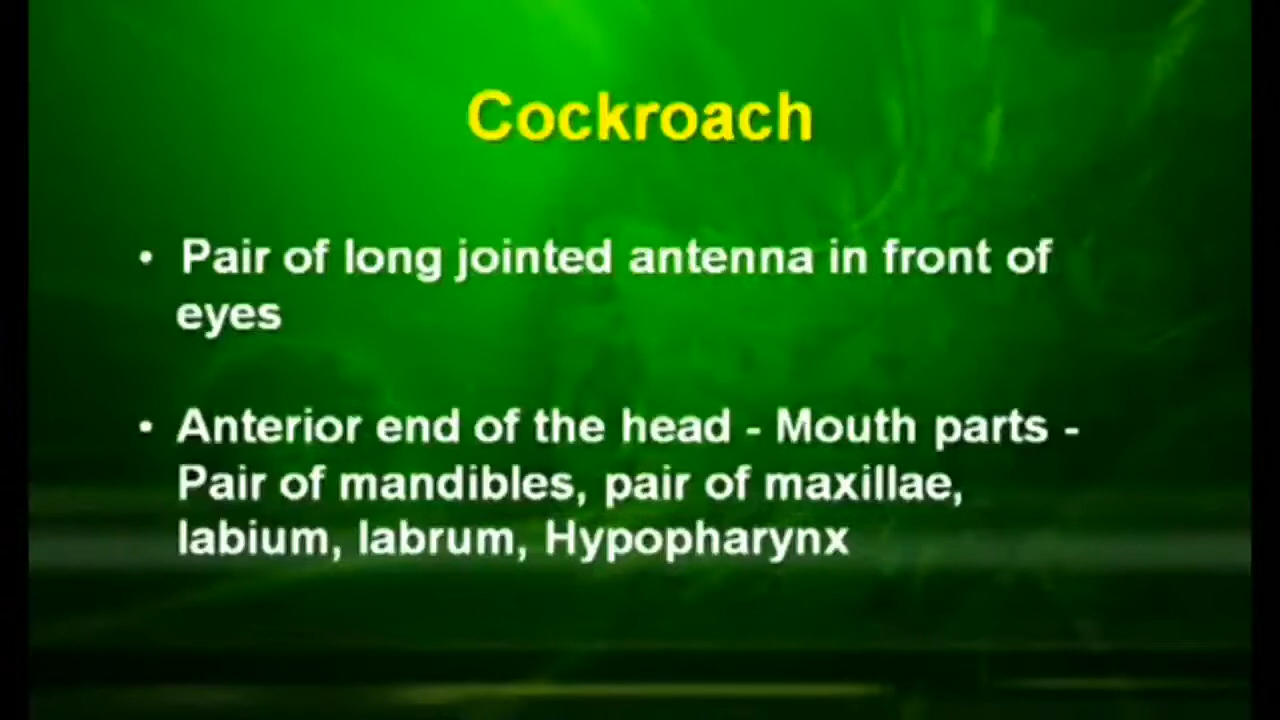 Cockroach
• Pair of long jointed antenna in front of
eyes
• Anterior end of the head - Mouth parts -
Pair of mandibles, pair of maxillae,
labium, labrum, Hypopharynx